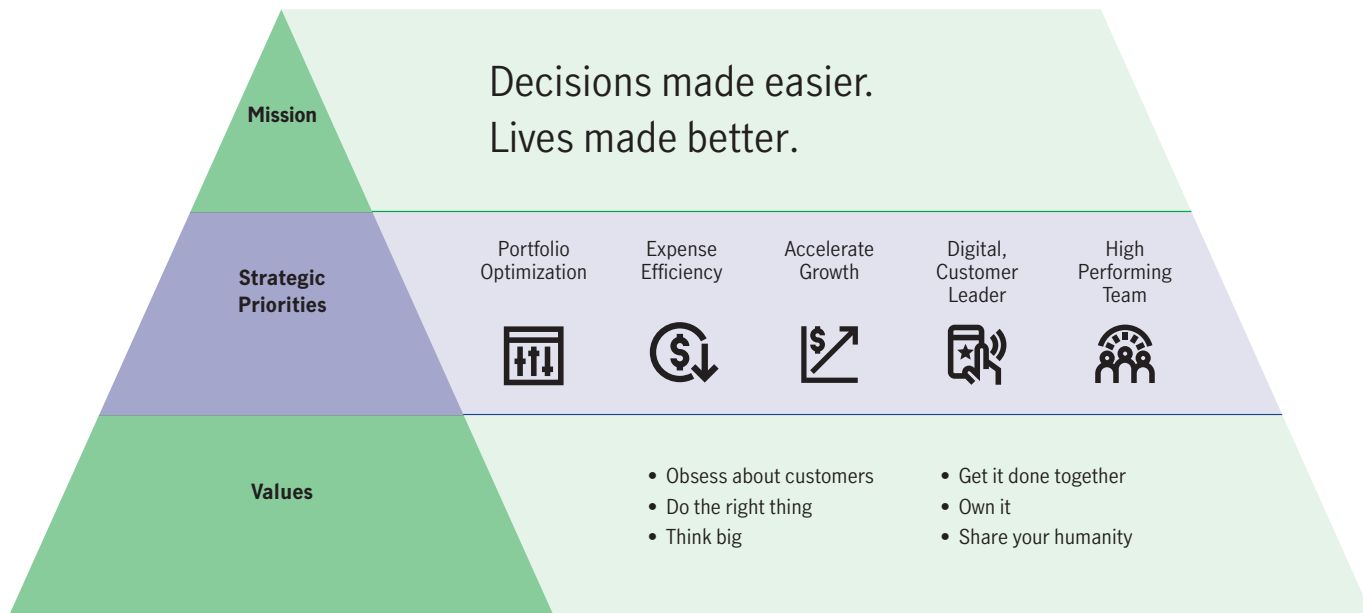 Mission
Decisions made easier.
Lives made better.
Strategic
Priorities
Portfolio
Optimization
Expense
Efficiency
Accelerate
Growth
Digital,
Customer
Leader
High
Performing
Team
$
$
Values
• Obsess about customers
• Do the right thing
• Think big
• Get it done together
• Own it
• Share your humanity